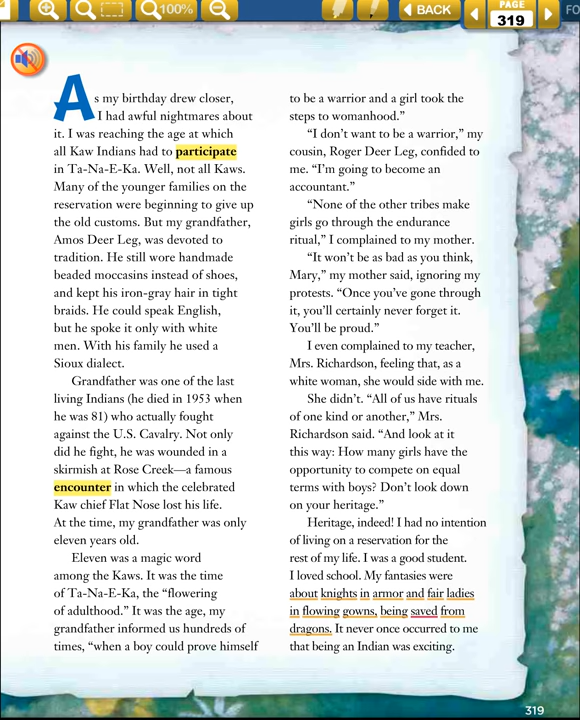 100%
BACK
PAGE
319
FO
As my birthday drew closer,
I had awful nightmares about
it. I was reaching the age at which
all Kaw Indians had to participate
in Ta-Na-E-Ka. Well, not all Kaws.
Many of the younger families on the
reservation were beginning to give up
the old customs. But my grandfather,
Amos Deer Leg, was devoted to
tradition. He still wore handmade
beaded moccasins instead of shoes,
and kept his iron-gray hair in tight
braids. He could speak English,
but he spoke it only with white
men. With his family he used a
Sioux dialect.
Grandfather was one of the last
living Indians (he died in 1953 when
he was 81) who actually fought
against the U.S. Cavalry. Not only
did he fight, he was wounded in a
skirmish at Rose Creek—a famous
encounter in which the celebrated
Kaw chief Flat Nose lost his life.
At the time, my grandfather was only
eleven years old.
Eleven was a magic word
among the Kaws. It was the time
of Ta-Na-E-Ka, the “flowering
of adulthood.” It was the age, my
grandfather informed us hundreds of
times, “when a boy could prove himself
to be a warrior and a girl took the
steps to womanhood.”
“I don’t want to be a warrior,” my
cousin, Roger Deer Leg, confided to
me. “I’m going to become an
accountant.”
“None of the other tribes make
girls go through the endurance
ritual,” I complained to my mother.
“It won’t be as bad as you think,
Mary,” my mother said, ignoring my
protests. “Once you’ve gone through
it, you’ll certainly never forget it.
You’ll be proud.”
I even complained to my teacher,
Mrs. Richardson, feeling that, as a
white woman, she would side with me.
She didn’t. “All of us have rituals
of one kind or another,” Mrs.
Richardson said. “And look at it
this way: How many girls have the
opportunity to compete on equal
terms with boys? Don’t look down
on your heritage.”
Heritage, indeed! I had no intention
of living on a reservation for the
rest of my life. I was a good student.
I loved school. My fantasies were
about knights in armor and fair ladies
in flowing gowns, being saved from
dragons. It never once occurred to me
that being an Indian was exciting.
319